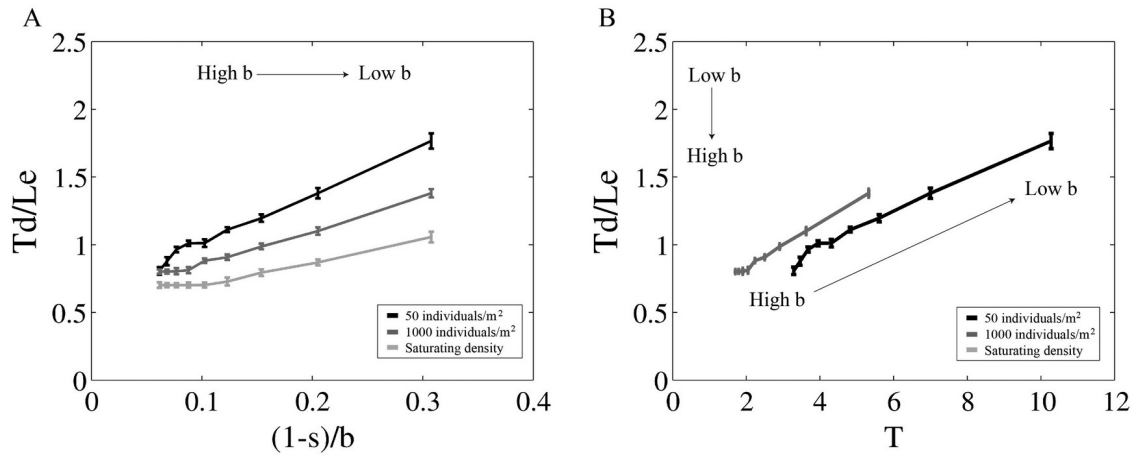 A
Td/Le
2.5
2
1.5
1
0.5
0
High b
Low b
50 individuals/m²
1000 individuals/m²
Saturating density
0
0.1
0.2
0.3
0.4
(1-s)/b
B
Td/Le
2.5
2
1.5
1
0.5
0
Low b
High b
Low b
High b
50 individuals/m²
1000 individuals/m²
Saturating density
0
2
4
6
8
10
12
T